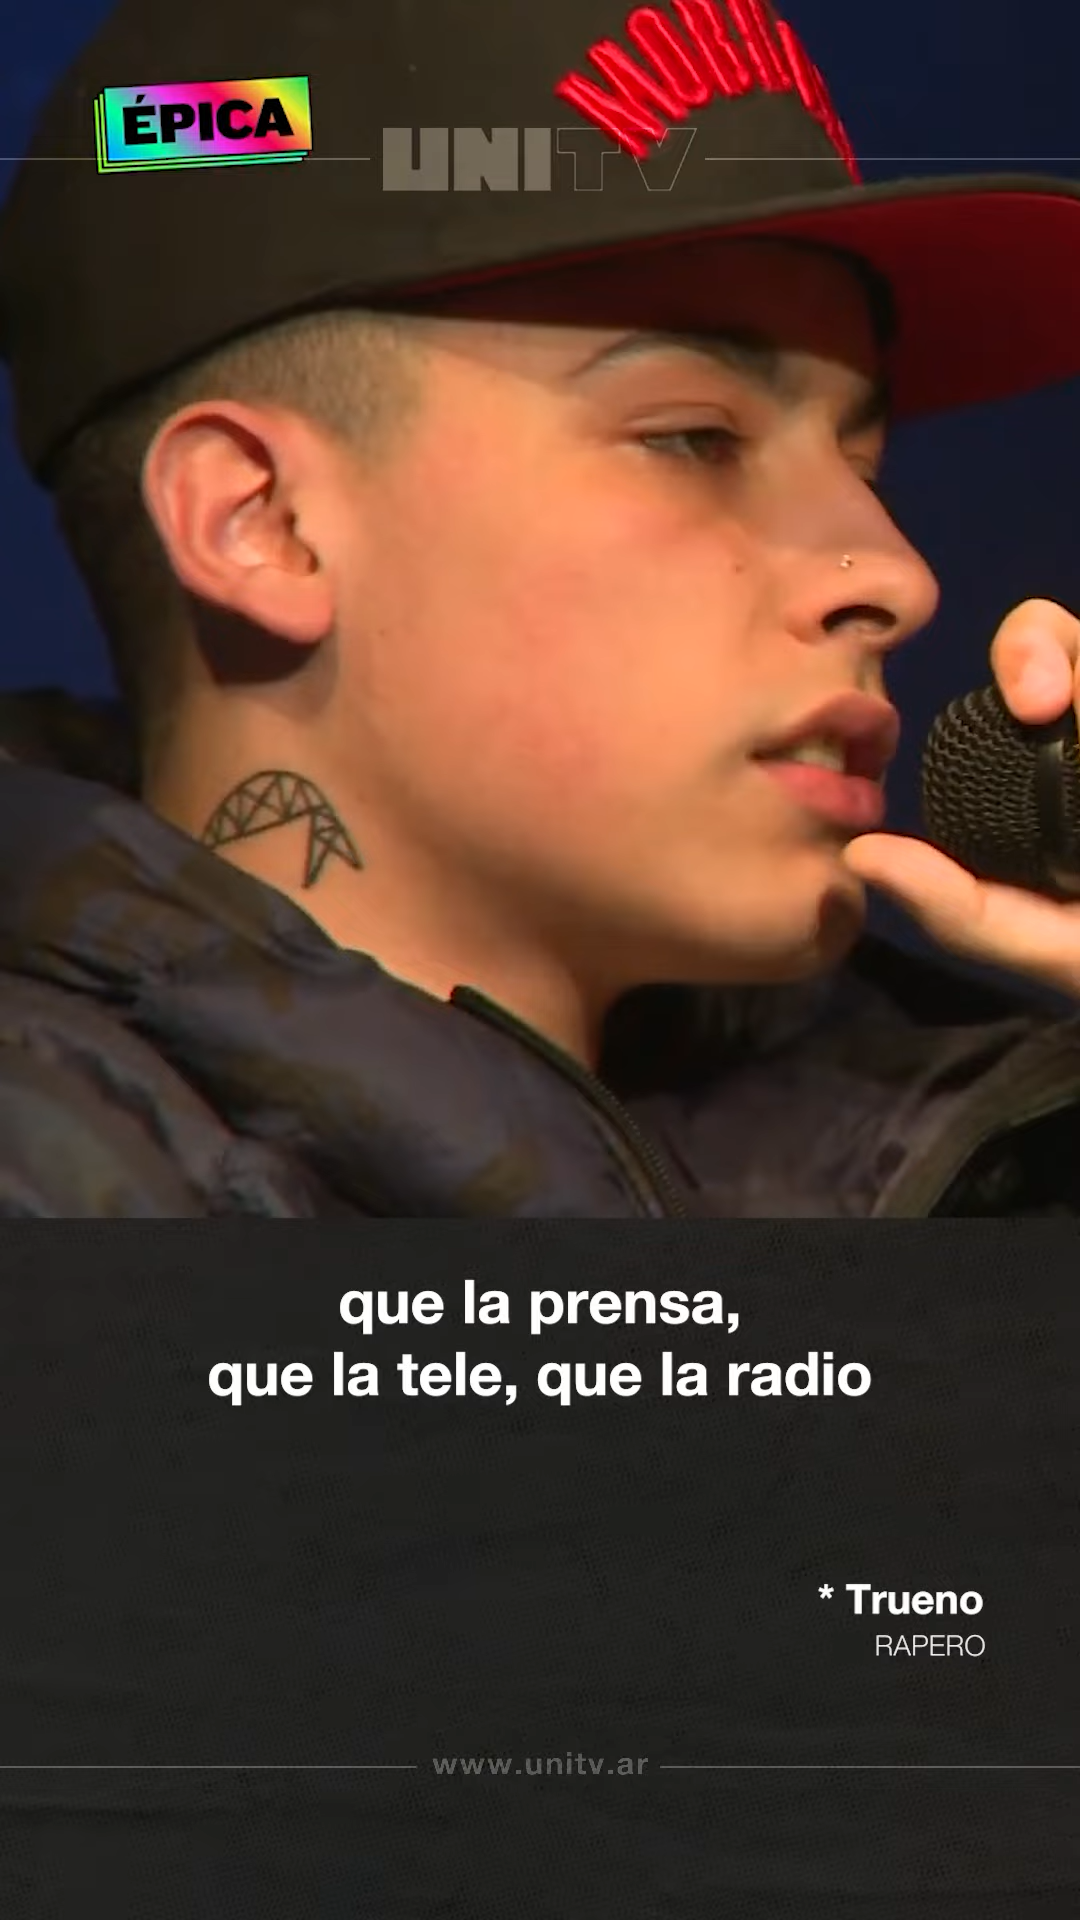 ÉPICA
UNITV
que la prensa,
que la tele, que la radio
* Trueno
RAPERO
www.unitv.ar